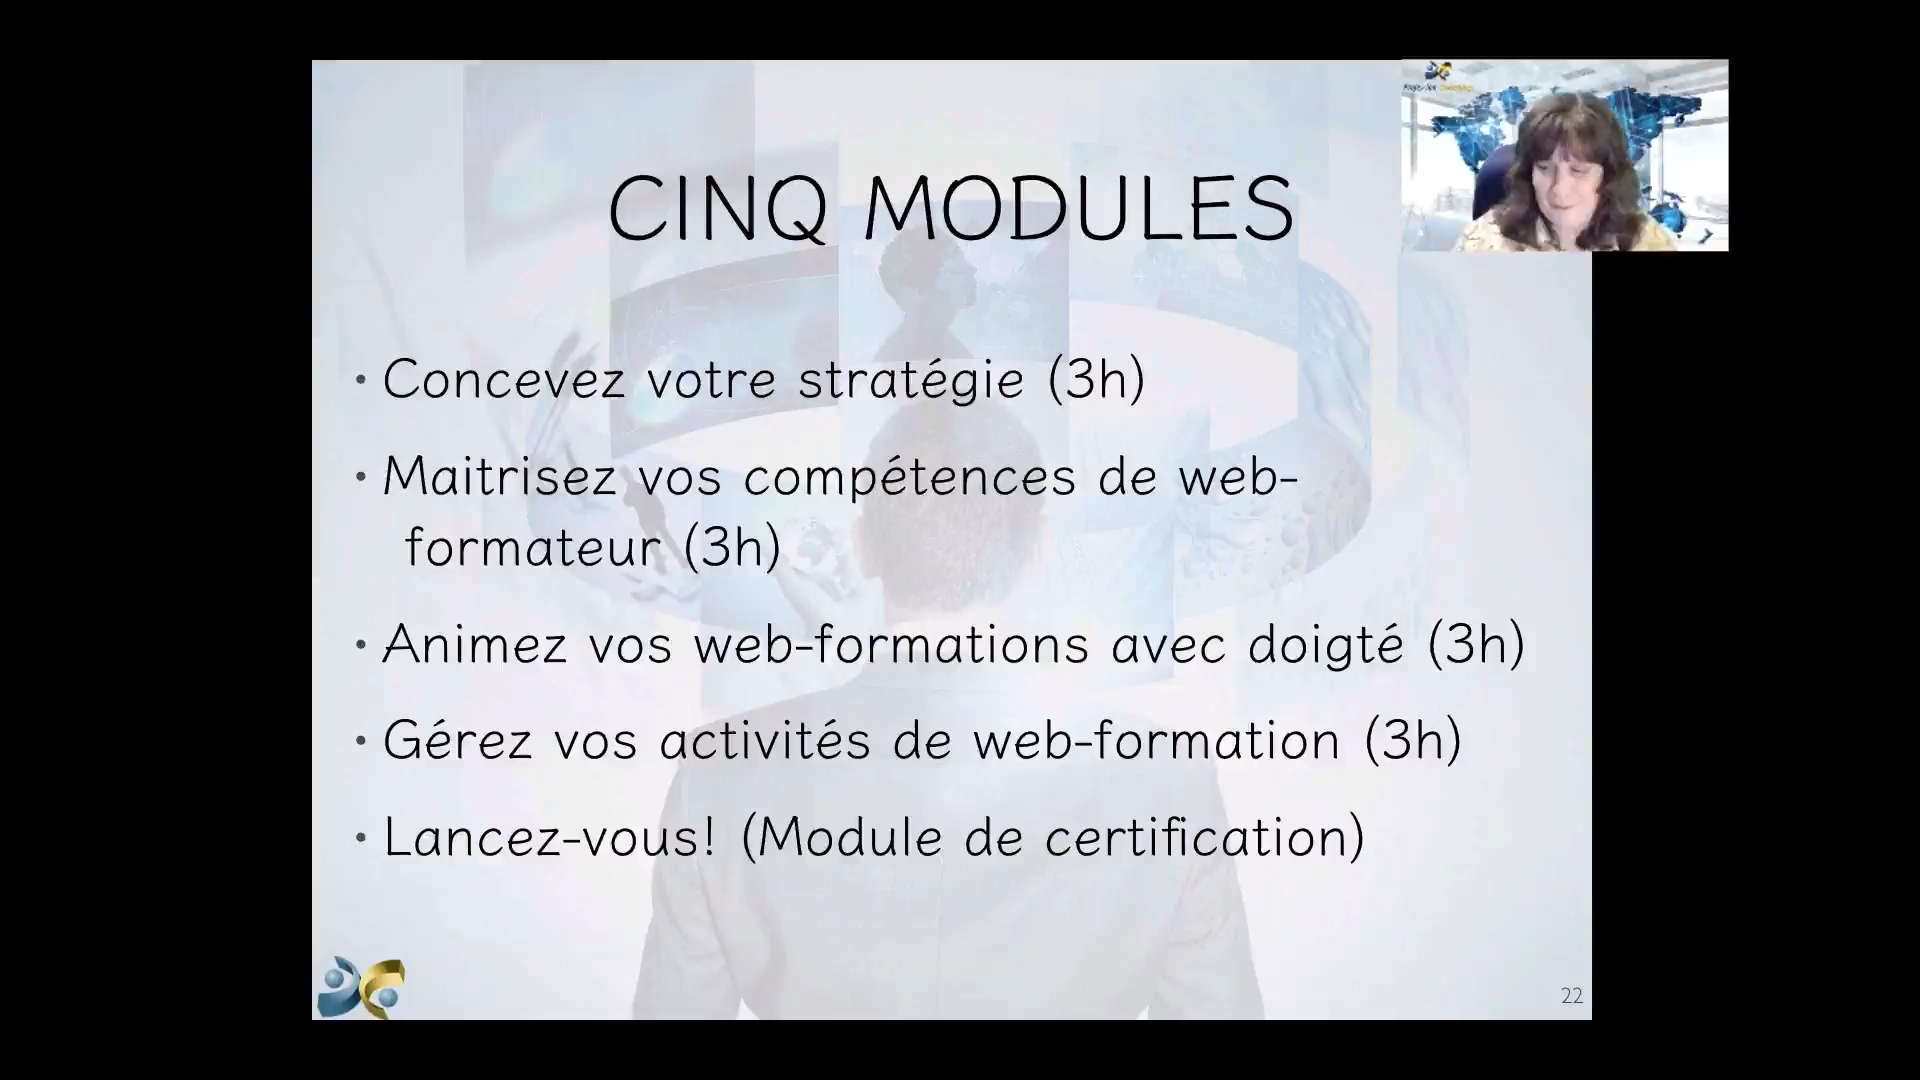 CINQ MODULES
• Concevez votre stratégie (3h)
• Maitrisez vos compétences de web-
formateur (3h)
• Animez vos web-formations avec doigté (3h)
• Gérez vos activités de web-formation (3h)
• Lancez-vous! (Module de certification)
22